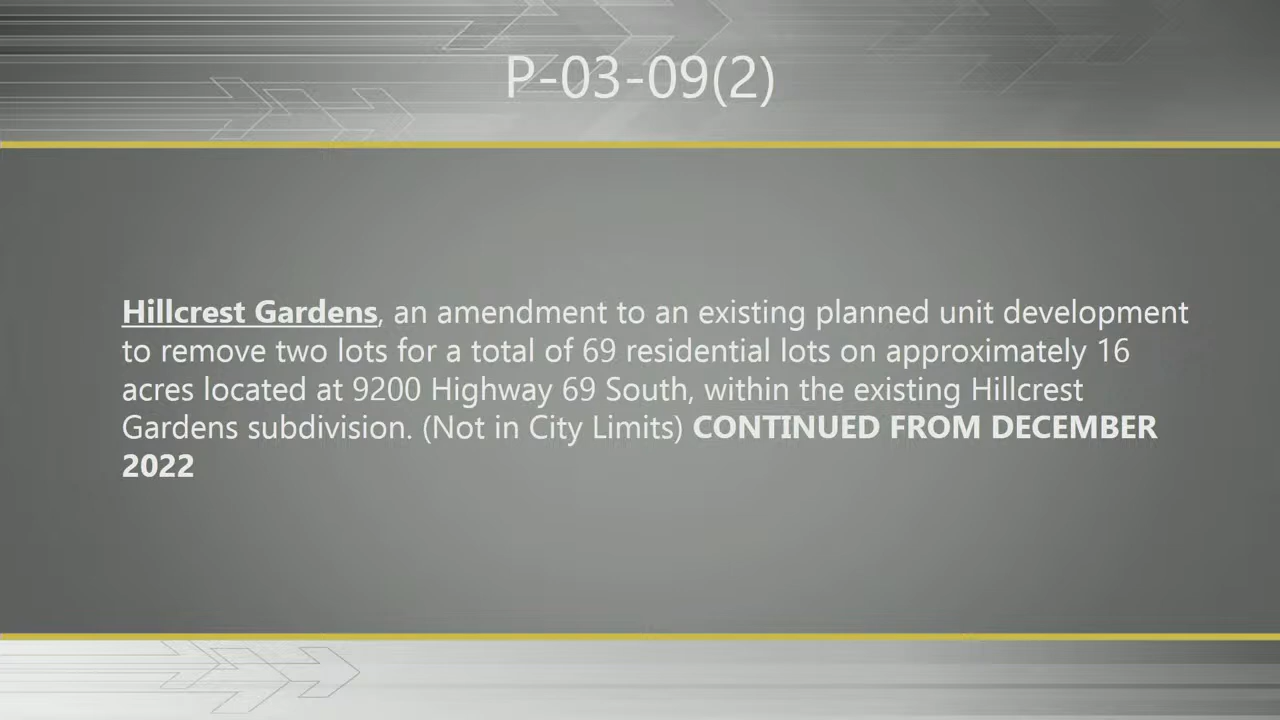 P-03-09(2)
Hillcrest Gardens, an amendment to an existing planned unit development
to remove two lots for a total of 69 residential lots on approximately 16
acres located at 9200 Highway 69 South, within the existing Hillcrest
Gardens subdivision. (Not in City Limits) CONTINUED FROM DECEMBER
2022